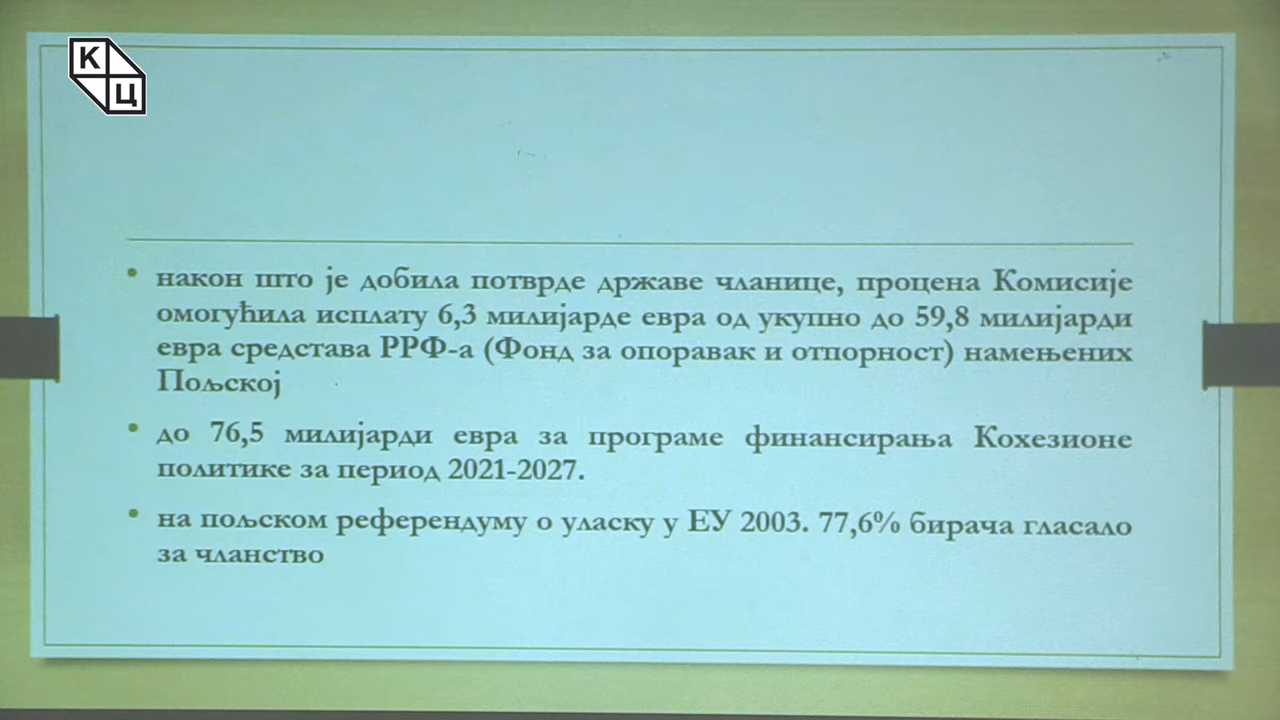 К
Ц
• након што је добила потврде државе чланице, процена Комисије
омогућила исплату 6,3 милијарде евра од укупно до 59,8 милијарди
евра средстава РРФ-а (Фонд за опоравак и отпорност) намењених
Пољској
• до 76,5 милијарди евра за програме финансирања Кохезионе
политике за период 2021-2027.
• на пољском референдуму о уласку у ЕУ 2003. 77,6% бирача гласало
за чланство